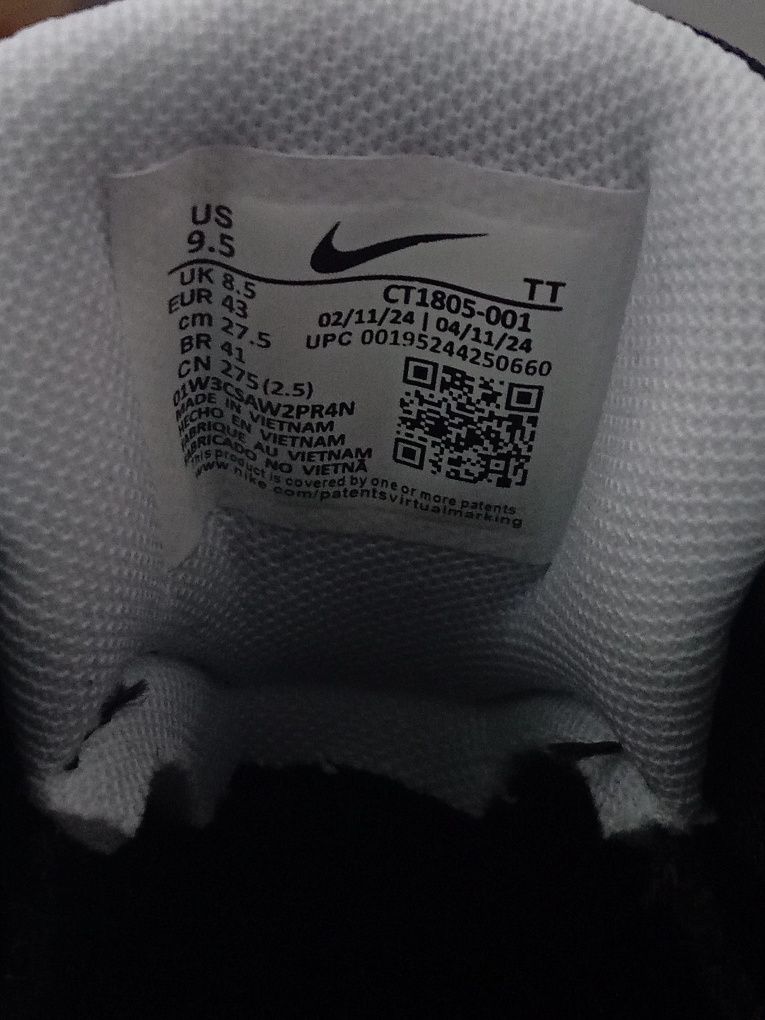 US
9.5
TT
UK 8.5
EUR 43
cm 27.5
BR 41
CN 275(2.5)
CT1805-001
02/11/24 | 04/11/24
UPC 00195244250660
01W3CSAW2PR4N
MADE IN VIETNAM
HECHO EN VIETNAM
FABRIQUE AU VIETNAM
FABRICADO NO VIETNÃ
This product is covered by one or more patents
www.nike.com/patentsvirtualmarking